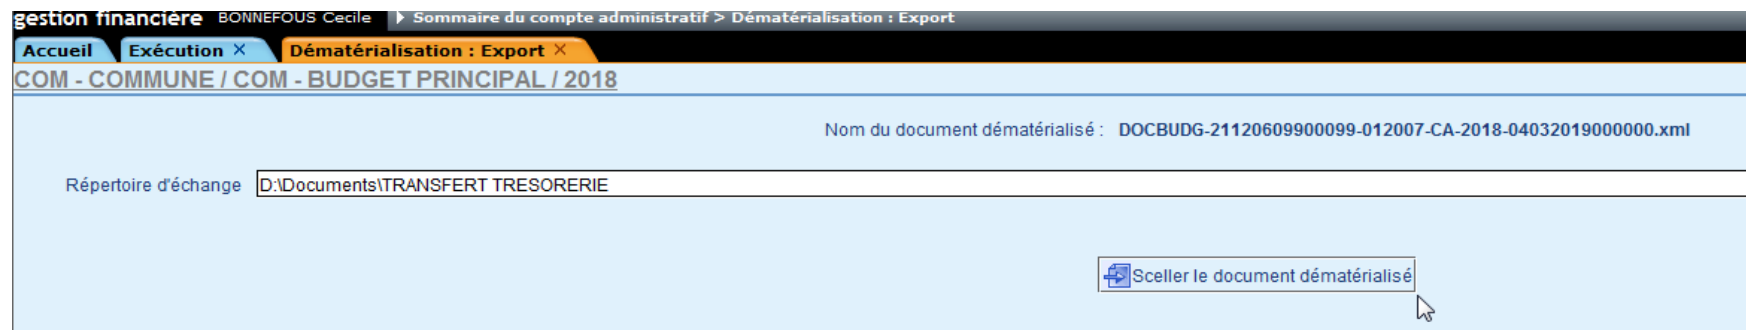 gestion financière BONNEFOUS Cecile Sommaire du compte administratif > Dématérialisation : Export
Accueil Exécution × Dématérialisation : Export ×
COM - COMMUNE / COM - BUDGET PRINCIPAL / 2018
Nom du document dématérialisé : DOCBUDG-21120609900099-012007-CA-2018-04032019000000.xml
Répertoire d'échange D:\Documents\TRANSFERT TRESORERIE
Sceller le document dématérialisé